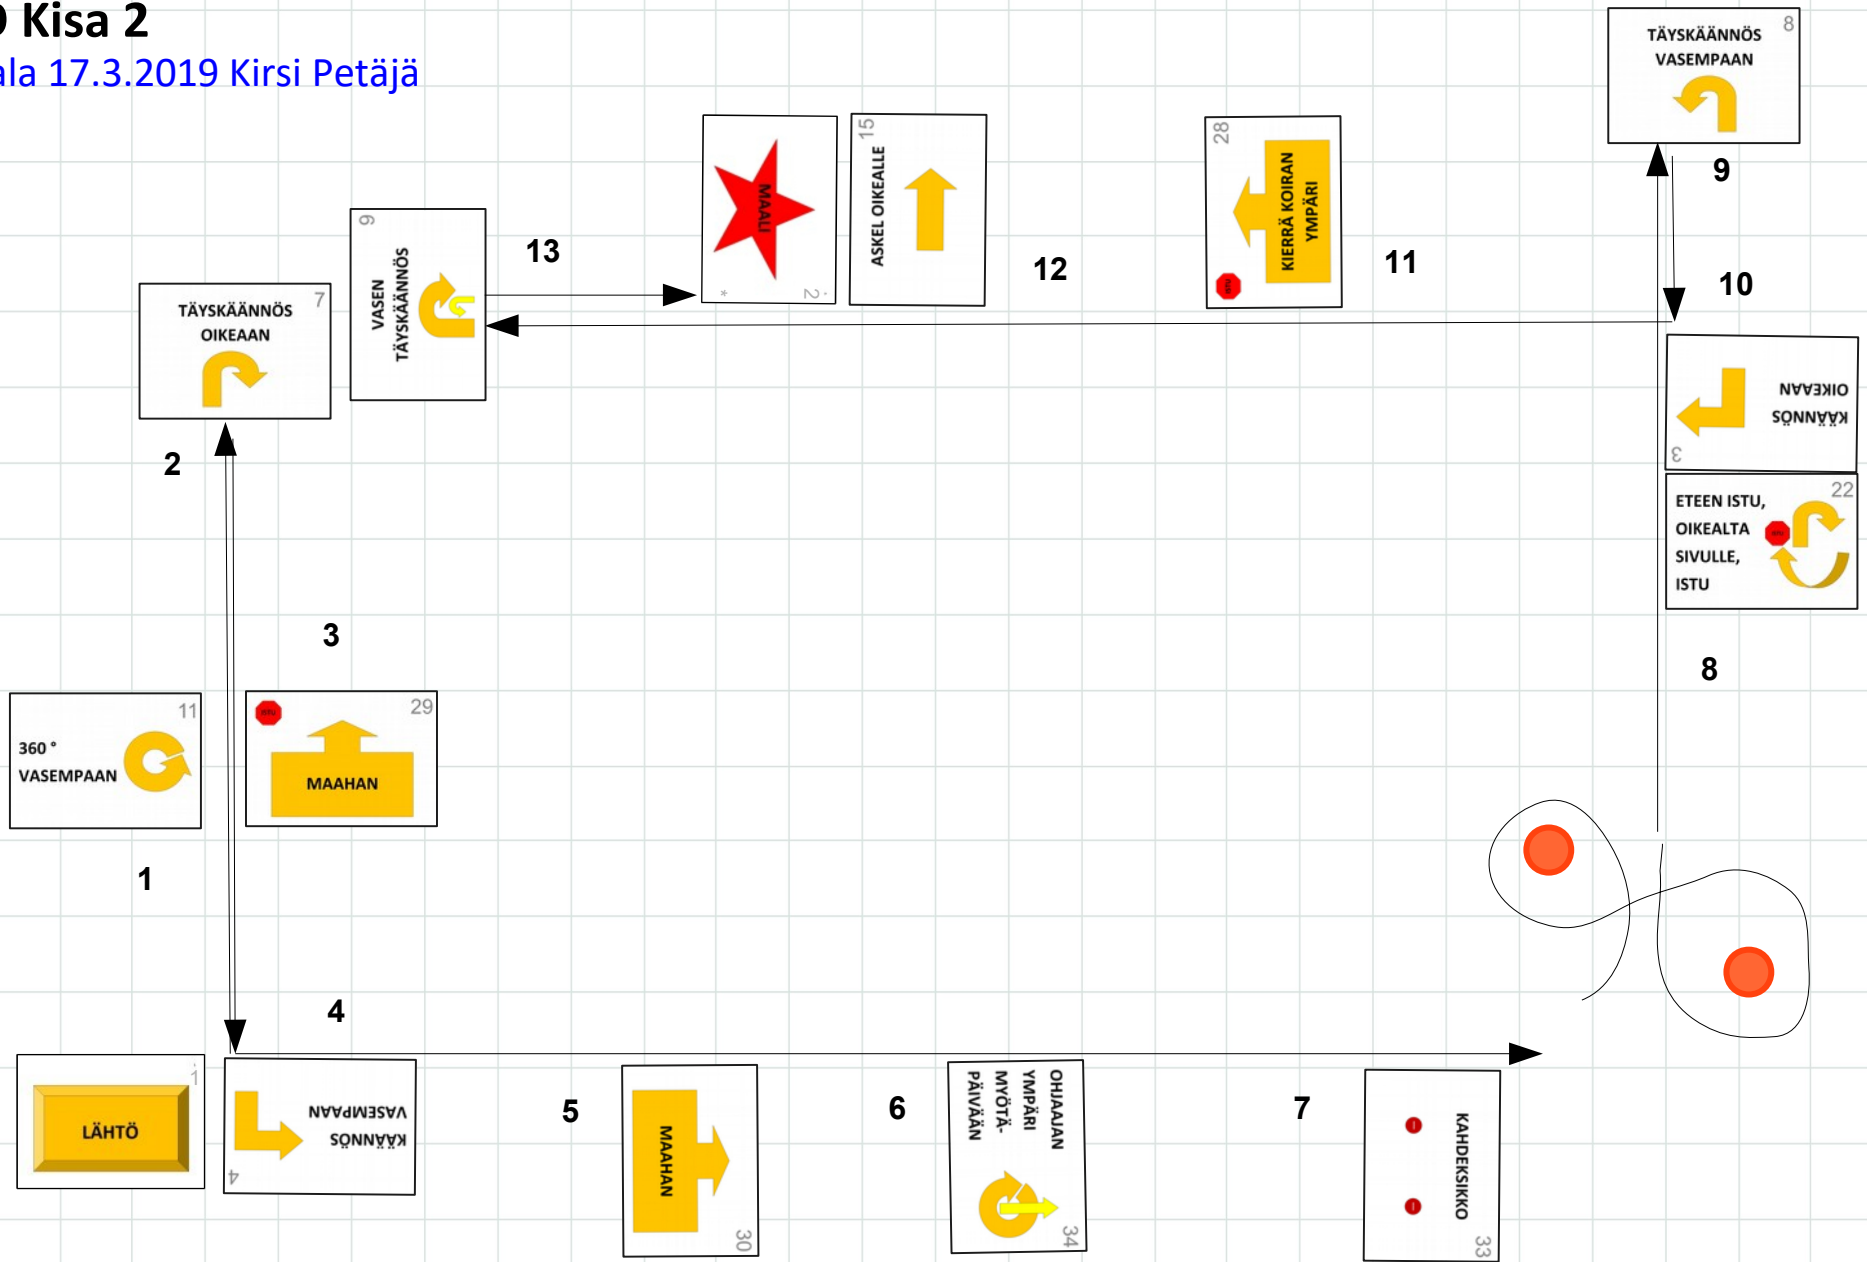 Kisa 2
17.3.2019 Kirsi Petäjä
8
TÄYSKÄÄNNÖS
VASEMPAAN
9
MAALI
2
*
15
ASKEL OIKEALLE
28
KIERRÄ KOIRAN
YMPÄRI
ISTU
6
VASEN
TÄYSKÄÄNNÖS
13
12
11
10
7
TÄYSKÄÄNNÖS
OIKEAAN
2
KÄÄNNÖS
OIKEAAN
3
22
ETEEN ISTU,
OIKEALTA
SIVULLE,
ISTU
8
3
11
360 °
VASEMPAAN
29
ISTU
MAAHAN
1
4
1
LÄHTÖ
KÄÄNNÖS
VASEMPAAN
4
5
MAAHAN
30
6
OHJAAJAN
YMPÄRI
MYÖTÄ-
PÄIVÄÄN
34
7
KAHDEKSIKKO
33